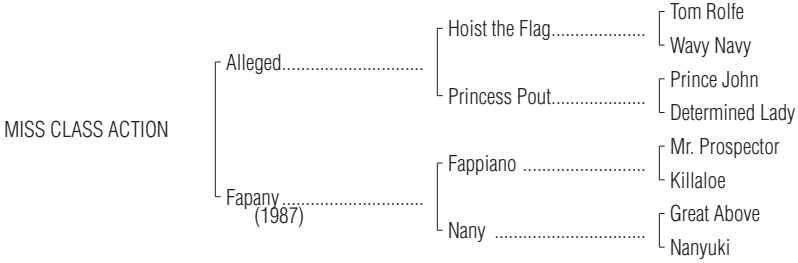 Tom Rolfe
Hoist the Flag....................
Wavy Navy
Alleged..............................
Prince John
Princess Pout....................
Determined Lady
MISS CLASS ACTION
Mr. Prospector
Fappiano ..........................
Killaloe
Fapany..............................
(1987)
Great Above
Nany ................................
Nanyuki